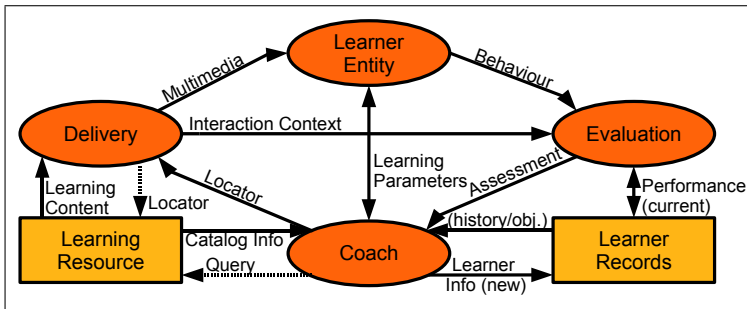 Learner
Entity
Multimedia
Behaviour
Delivery
Interaction Context
Evaluation
Learning
Content
Locator
Locator
Learning
Parameters
Assessment
Performance
(current)
Learning
Resource
Catalog Info
Query
Coach
(history/obj.)
Learner
Info (new)
Learner
Records